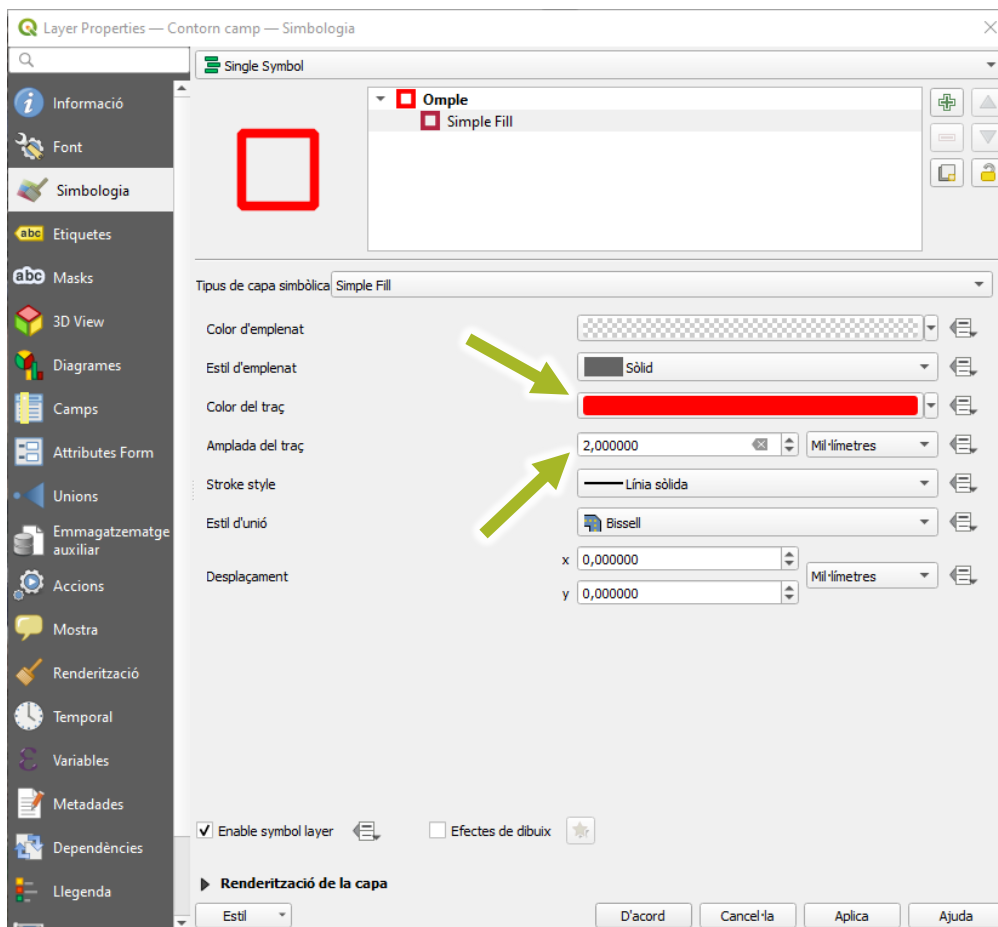 Layer Properties — Contorn camp — Simbologia
Single Symbol
Informació
Font
Simbologia
abc Etiquetes
abc Masks
3D View
Diagrames
Camps
Attributes Form
Unions
Emmagatzematge
auxiliar
Accions
Mostra
Renderització
Temporal
Variables
Metadades
Dependències
Llegenda
Omple
Simple Fill
Tipus de capa simbòlica Simple Fill
Color d'emplenat
Estil d'emplenat Sòlid
Color del traç
Amplada del traç 2,000000 Mil·límetres
Stroke style Línia sòlida
Estil d'unió Bissell
x 0,000000
Desplaçament Mil·límetres
y 0,000000
Enable symbol layer Efectes de dibuix
Renderització de la capa
Estil D'acord Cancel·la Aplica Ajuda